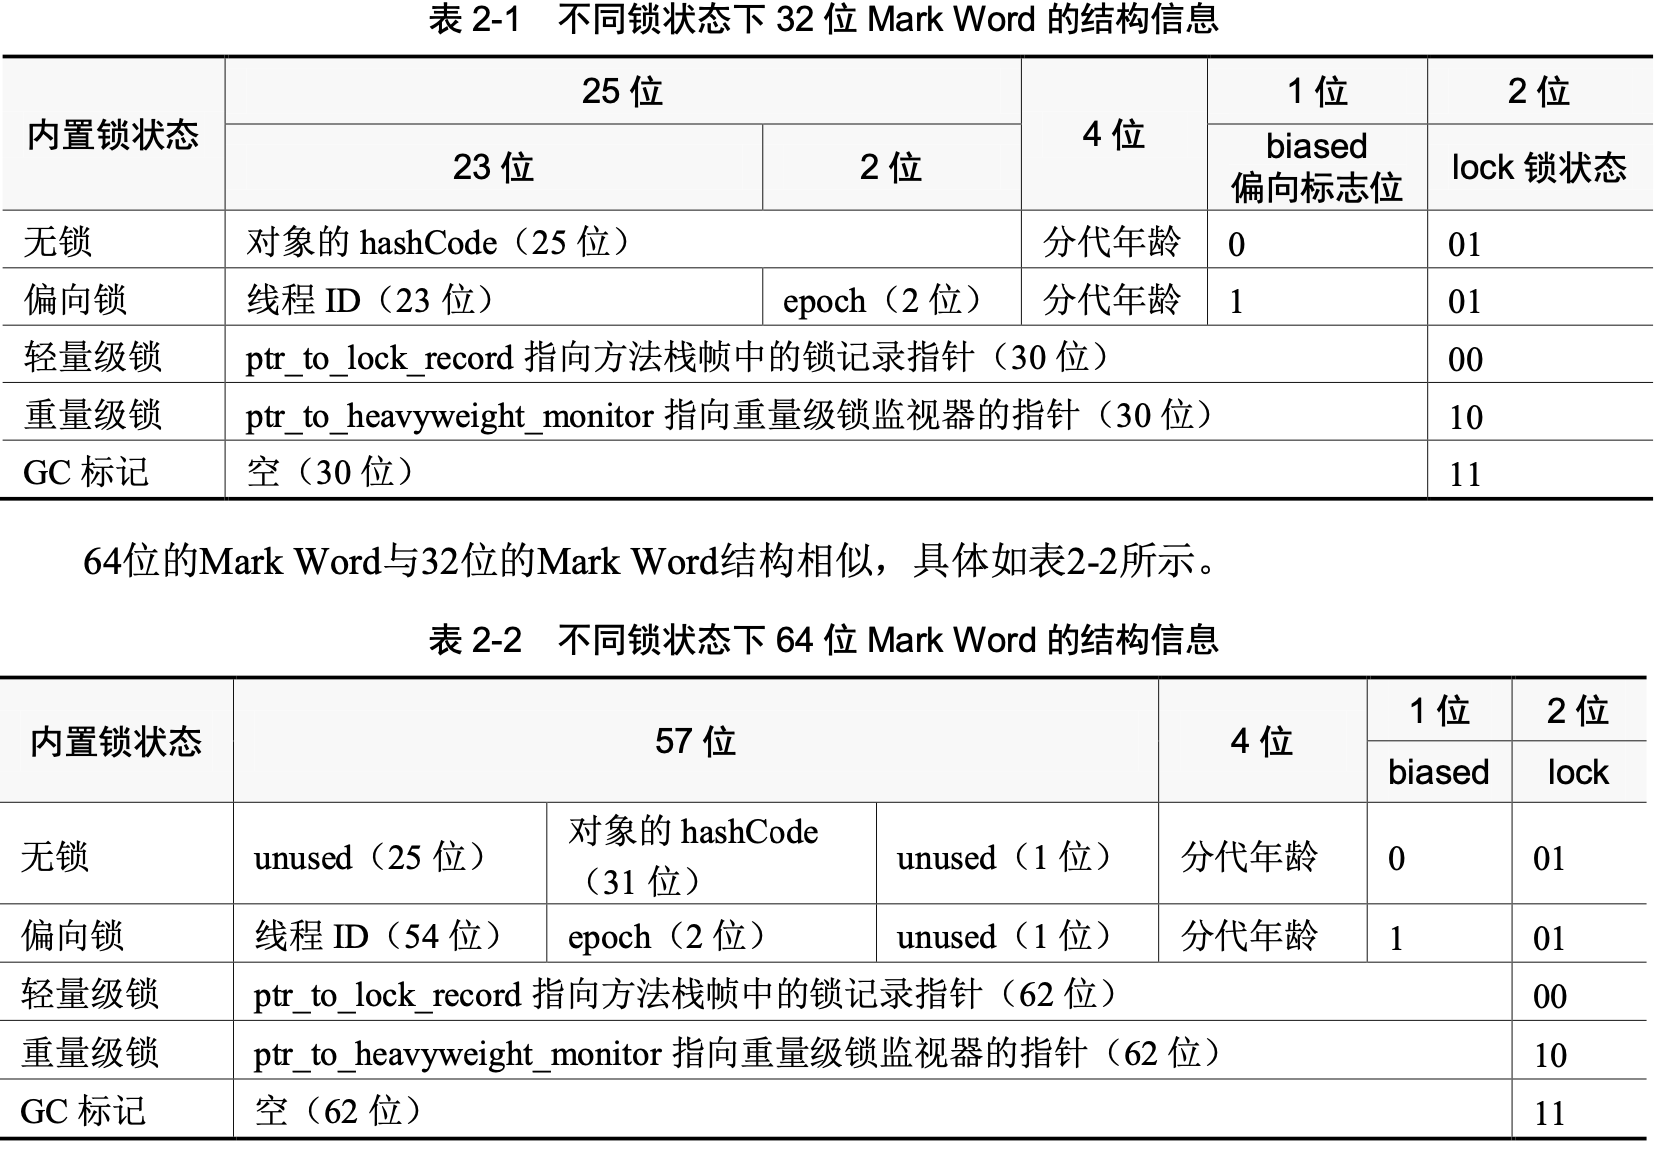 表 2-1 不同锁状态下 32 位 Mark Word 的结构信息
内置锁状态 25 位 4 位 1 位 2 位
23 位 2 位 biased 偏向标志位 lock 锁状态
无锁 对象的 hashCode（25 位） 分代年龄 0 01
偏向锁 线程 ID（23 位） epoch（2 位） 分代年龄 1 01
轻量级锁 ptr_to_lock_record 指向方法栈帧中的锁记录指针（30 位） 00
重量级锁 ptr_to_heavyweight_monitor 指向重量级锁监视器的指针（30 位） 10
GC 标记 空（30 位） 11
64位的Mark Word与32位的Mark Word结构相似，具体如表2-2所示。
表 2-2 不同锁状态下 64 位 Mark Word 的结构信息
内置锁状态 57 位 4 位 1 位 2 位
biased lock
无锁 unused（25 位） 对象的 hashCode（31 位） unused（1 位） 分代年龄 0 01
偏向锁 线程 ID（54 位） epoch（2 位） unused（1 位） 分代年龄 1 01
轻量级锁 ptr_to_lock_record 指向方法栈帧中的锁记录指针（62 位） 00
重量级锁 ptr_to_heavyweight_monitor 指向重量级锁监视器的指针（62 位） 10
GC 标记 空（62 位） 11